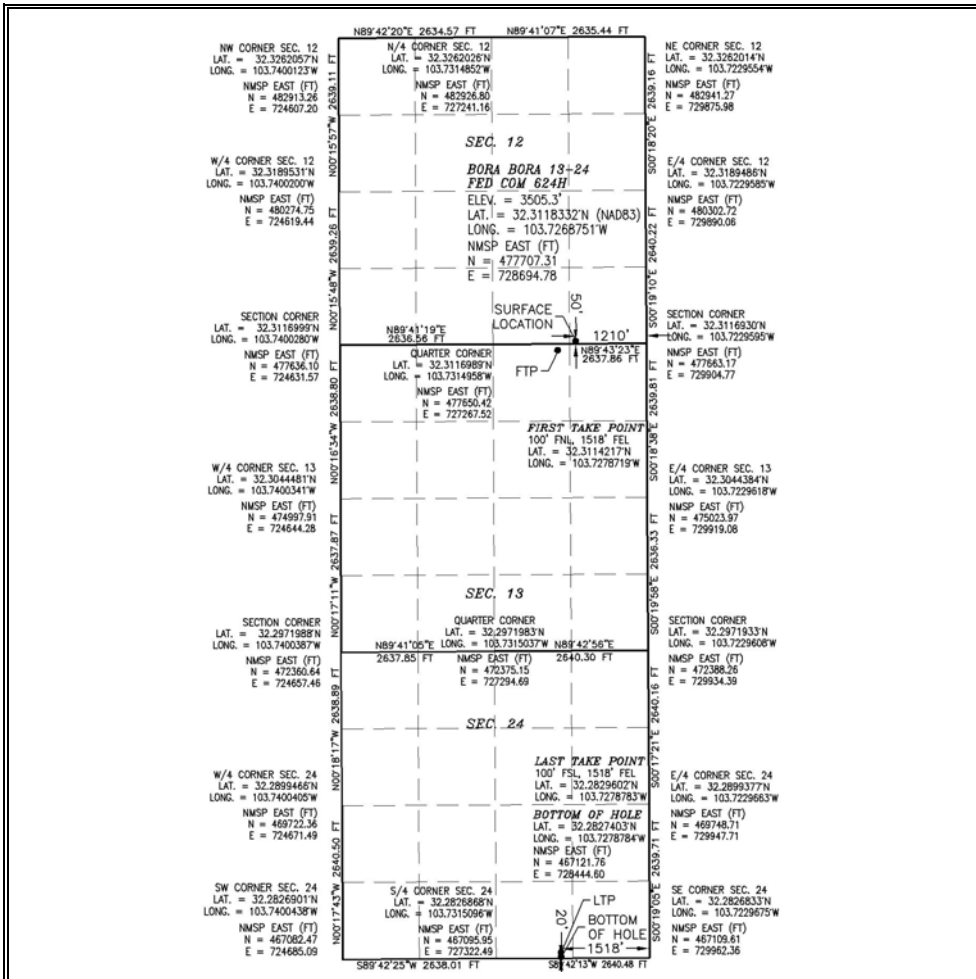 N89°42'20"E 2634.57 FT
N89°41'07"E 2635.44 FT
NW CORNER SEC. 12
LAT. = 32.3262057'N
LONG. = 103.7400123'W
NMSP EAST (FT)
N = 482913.26
E = 724607.20
N/4 CORNER SEC. 12
LAT. = 32.3262026'N
LONG. = 103.7314852'W
NMSP EAST (FT)
N = 482926.80
E = 727241.16
NE CORNER SEC. 12
LAT. = 32.3262014'N
LONG. = 103.7229554'W
NMSP EAST (FT)
N = 482941.27
E = 729875.98
N00°15'57"W 2639.11 FT
S00°18'20"E 2639.16 FT
SEC. 12
W/4 CORNER SEC. 12
LAT. = 32.3189531'N
LONG. = 103.7400200'W
NMSP EAST (FT)
N = 480274.75
E = 724619.44
BORA BORA 13-24
FED COM 624H
ELEV. = 3505.3'
LAT. = 32.3118332'N (NAD83)
LONG. = 103.7268751'W
NMSP EAST (FT)
N = 477707.31
E = 728694.78
E/4 CORNER SEC. 12
LAT. = 32.3189486'N
LONG. = 103.7229585'W
NMSP EAST (FT)
N = 480302.72
E = 729890.06
N00°15'48"W 2639.26 FT
S00°19'10"E 2640.22 FT
SURFACE
LOCATION
50'
1210'
SECTION CORNER
LAT. = 32.3116999'N
LONG. = 103.7400280'W
NMSP EAST (FT)
N = 477636.10
E = 724631.57
N89°41'19"E
2636.56 FT
QUARTER CORNER
LAT. = 32.3116989'N
LONG. = 103.7314958'W
NMSP EAST (FT)
N = 477650.42
E = 727267.52
FTP
N89°43'23"E
2637.86 FT
SECTION CORNER
LAT. = 32.3116930'N
LONG. = 103.7229595'W
NMSP EAST (FT)
N = 477663.17
E = 729904.77
N00°16'34"W 2638.80 FT
S00°18'38"E 2639.81 FT
FIRST TAKE POINT
100' FNL, 1518' FEL
LAT. = 32.3114217'N
LONG. = 103.7278719'W
W/4 CORNER SEC. 13
LAT. = 32.3044481'N
LONG. = 103.7400341'W
NMSP EAST (FT)
N = 474997.91
E = 724644.28
E/4 CORNER SEC. 13
LAT. = 32.3044384'N
LONG. = 103.7229618'W
NMSP EAST (FT)
N = 475023.97
E = 729919.08
N00°17'11"W 2637.87 FT
S00°19'58"E 2636.33 FT
SEC. 13
SECTION CORNER
LAT. = 32.2971988'N
LONG. = 103.7400387'W
NMSP EAST (FT)
N = 472360.64
E = 724657.46
N89°41'05"E
2637.85 FT
QUARTER CORNER
LAT. = 32.2971983'N
LONG. = 103.7315037'W
NMSP EAST (FT)
N = 472375.15
E = 727294.69
N89°42'56"E
2640.30 FT
SECTION CORNER
LAT. = 32.2971933'N
LONG. = 103.7229608'W
NMSP EAST (FT)
N = 472388.26
E = 729934.39
N00°18'17"W 2638.89 FT
S00°17'21"E 2640.16 FT
SEC 24
W/4 CORNER SEC. 24
LAT. = 32.2899466'N
LONG. = 103.7400405'W
NMSP EAST (FT)
N = 469722.36
E = 724671.49
LAST TAKE POINT
100' FSL, 1518' FEL
LAT. = 32.2829602'N
LONG. = 103.7278783'W
BOTTOM OF HOLE
LAT. = 32.2827403'N
LONG. = 103.7278784'W
NMSP EAST (FT)
N = 467121.76
E = 728444.60
E/4 CORNER SEC. 24
LAT. = 32.2899377'N
LONG. = 103.7229663'W
NMSP EAST (FT)
N = 469748.71
E = 729947.71
N00°17'43"W 2640.50 FT
S00°19'05"E 2639.71 FT
SW CORNER SEC. 24
LAT. = 32.2826901'N
LONG. = 103.7400438'W
NMSP EAST (FT)
N = 467082.47
E = 724685.09
S/4 CORNER SEC. 24
LAT. = 32.2826868'N
LONG. = 103.7315096'W
NMSP EAST (FT)
N = 467095.95
E = 727322.49
20'
LTP
BOTTOM
OF HOLE
1518'
SE CORNER SEC. 24
LAT. = 32.2826833'N
LONG. = 103.7229675'W
NMSP EAST (FT)
N = 467109.61
E = 729962.36
S89°42'25"W 2638.01 FT
S89°42'13"W 2640.48 FT